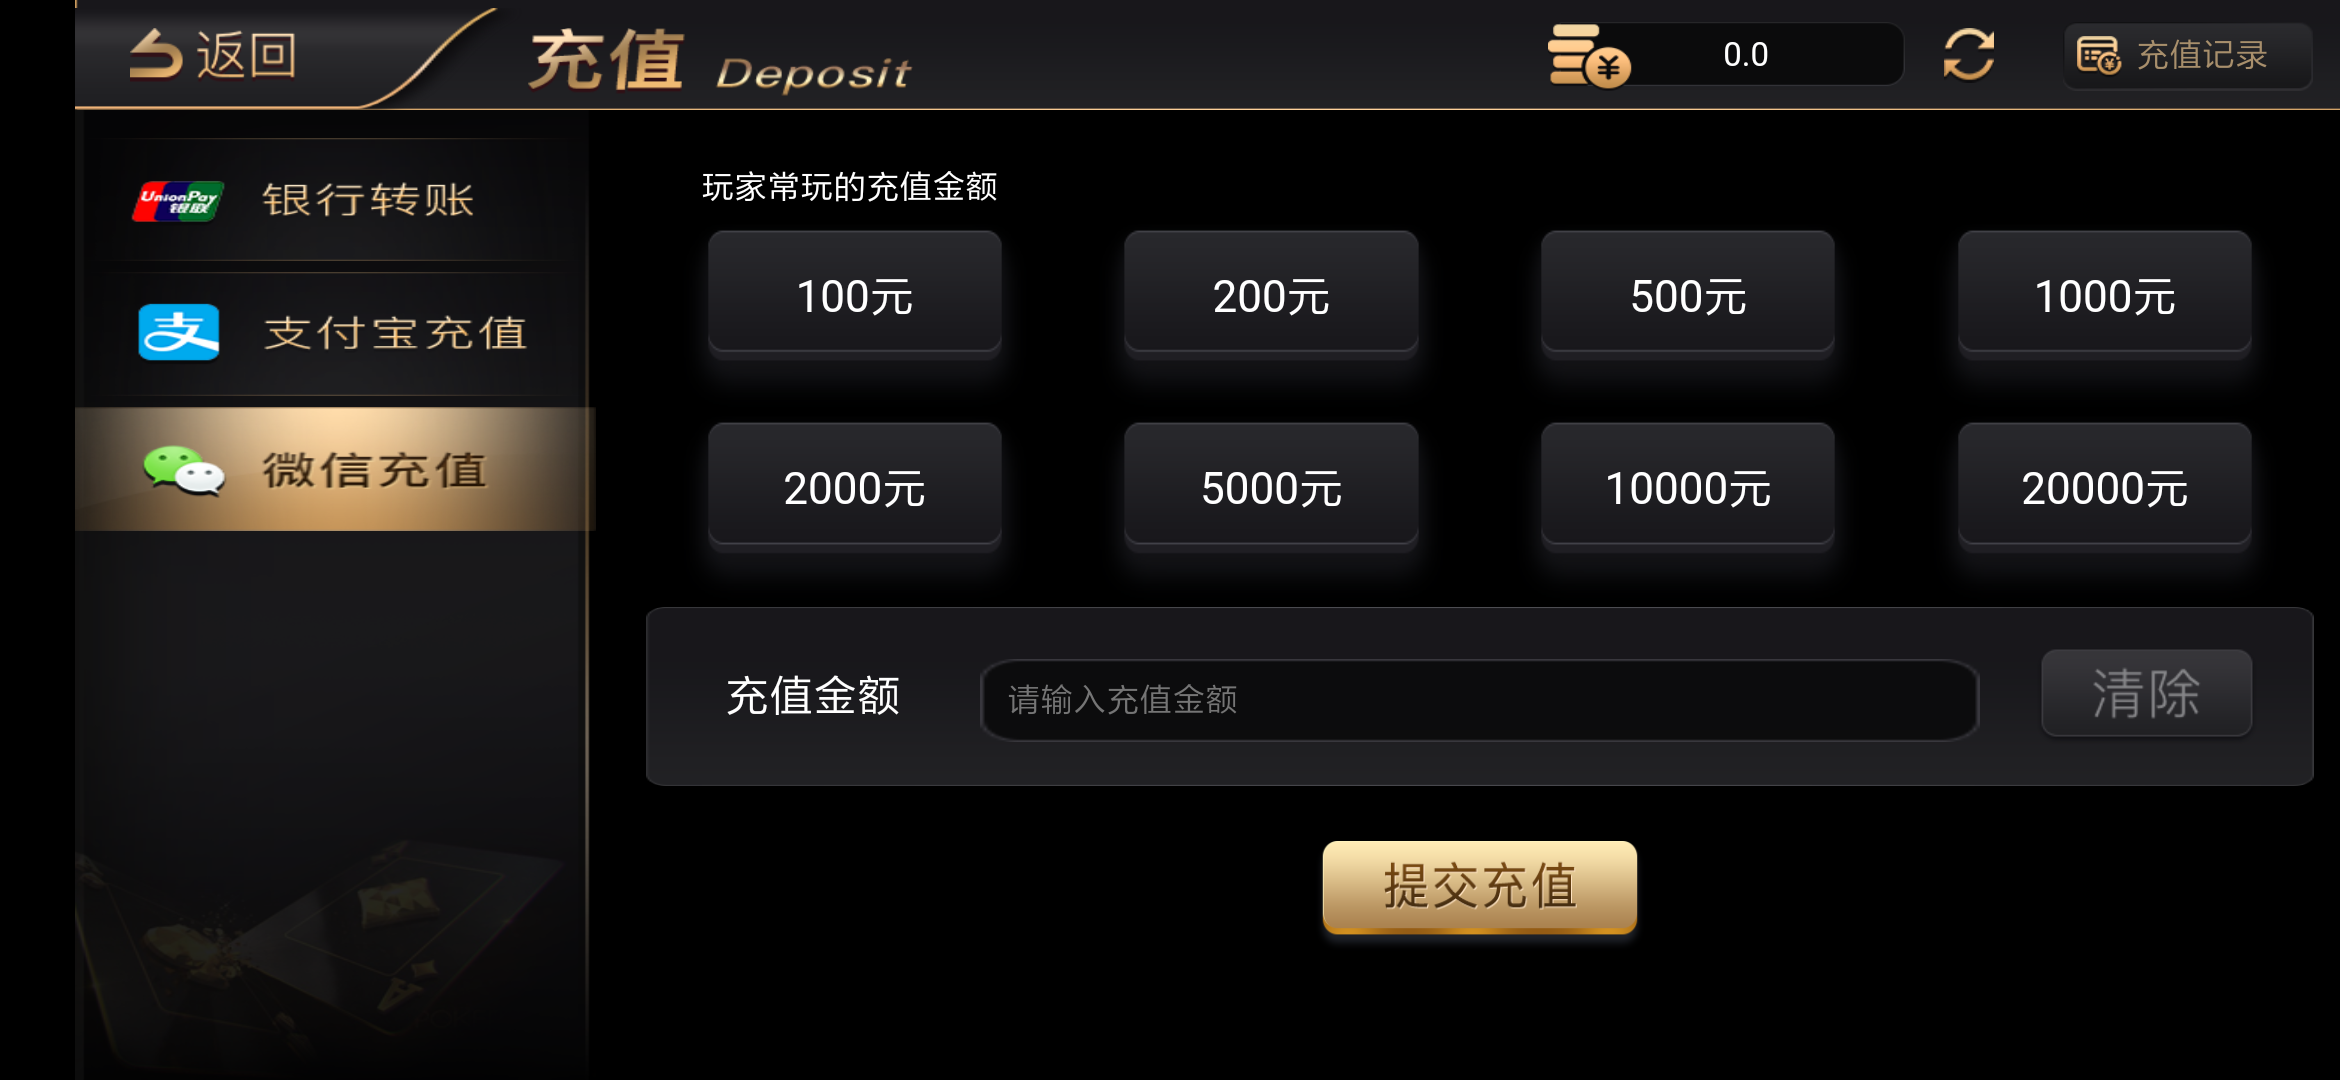 返回
充值 Deposit
¥ 0.0
充值记录
UnionPay
银联
银行转账
支付宝充值
微信充值
玩家常玩的充值金额
100元 200元 500元 1000元
2000元 5000元 10000元 20000元
充值金额 请输入充值金额 清除
提交充值